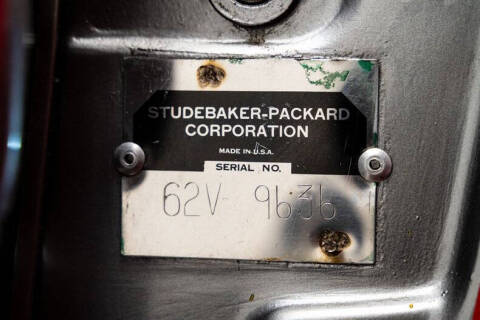 STUDEBAKER-PACKARD
CORPORATION
MADE IN U.S.A.
SERIAL NO.
62V 9636